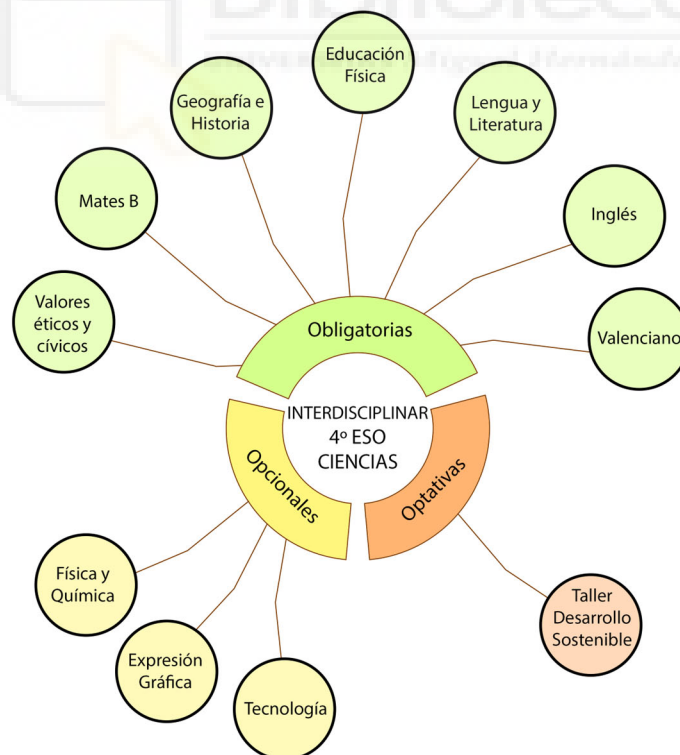 Biblioteca
Educación
Física
Geografía e
Historia
Lengua y
Literatura
Mates B
Inglés
Valores
éticos y
cívicos
Valenciano
Obligatorias
INTERDISCIPLINAR
4º ESO
CIENCIAS
Opcionales
Optativas
Física y
Química
Expresión
Gráfica
Tecnología
Taller
Desarrollo
Sostenible